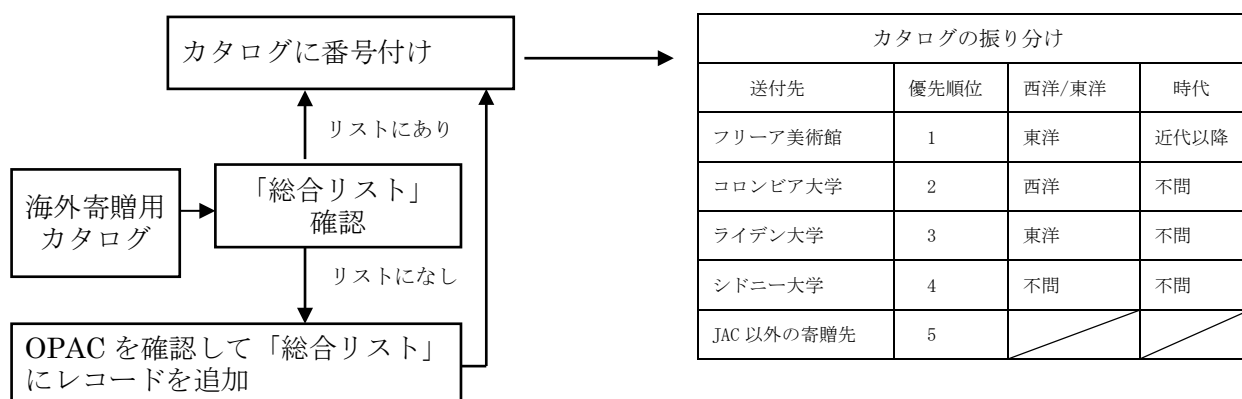 カタログに番号付け
リストにあり
海外寄贈用
カタログ
「総合リスト」
確認
リストになし
OPAC を確認して「総合リスト」
にレコードを追加
カタログの振り分け
送付先 優先順位 西洋/東洋 時代
フリーア美術館 1 東洋 近代以降
コロンビア大学 2 西洋 不問
ライデン大学 3 東洋 不問
シドニー大学 4 不問 不問
JAC 以外の寄贈先 5